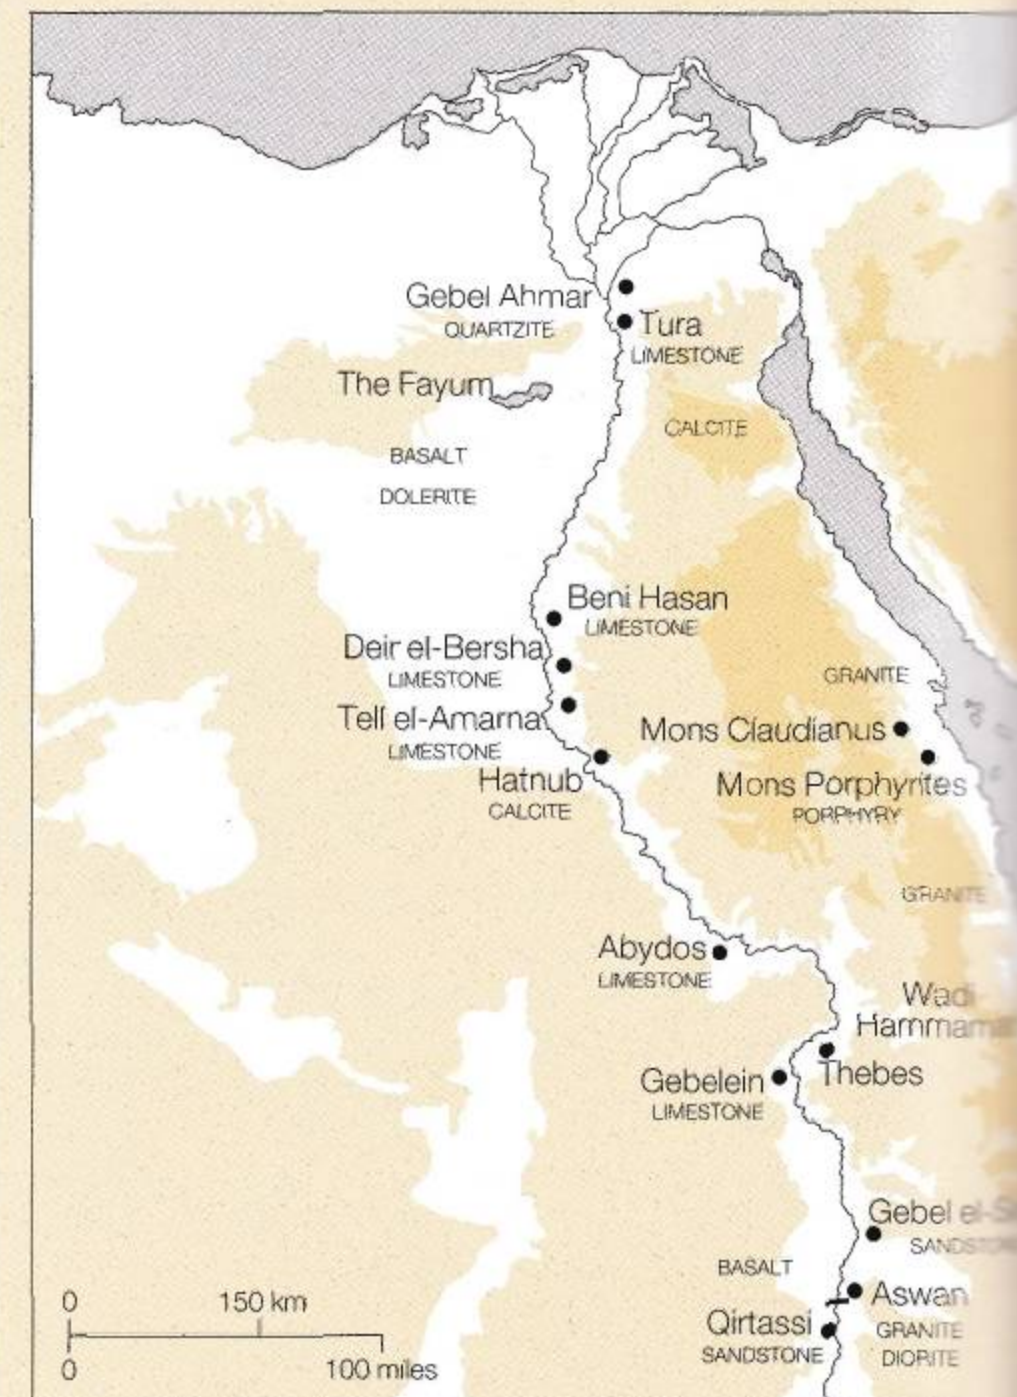 Gebel Ahmar
QUARTZITE
Tura
LIMESTONE
The Fayum
CALCITE
BASALT
DOLERITE
Beni Hasan
LIMESTONE
Deir el-Bersha
LIMESTONE
GRANITE
Tell el-Amarna
LIMESTONE
Mons Claudianus
Hatnub
CALCITE
Mons Porphyrites
PORPHYRY
GRANITE
Abydos
LIMESTONE
Wadi
Thebes
Gebelein
LIMESTONE
Gebel
BASALT
Aswan
GRANITE
DIORITE
Qirtassi
SANDSTONE
0 150 km
0 100 miles